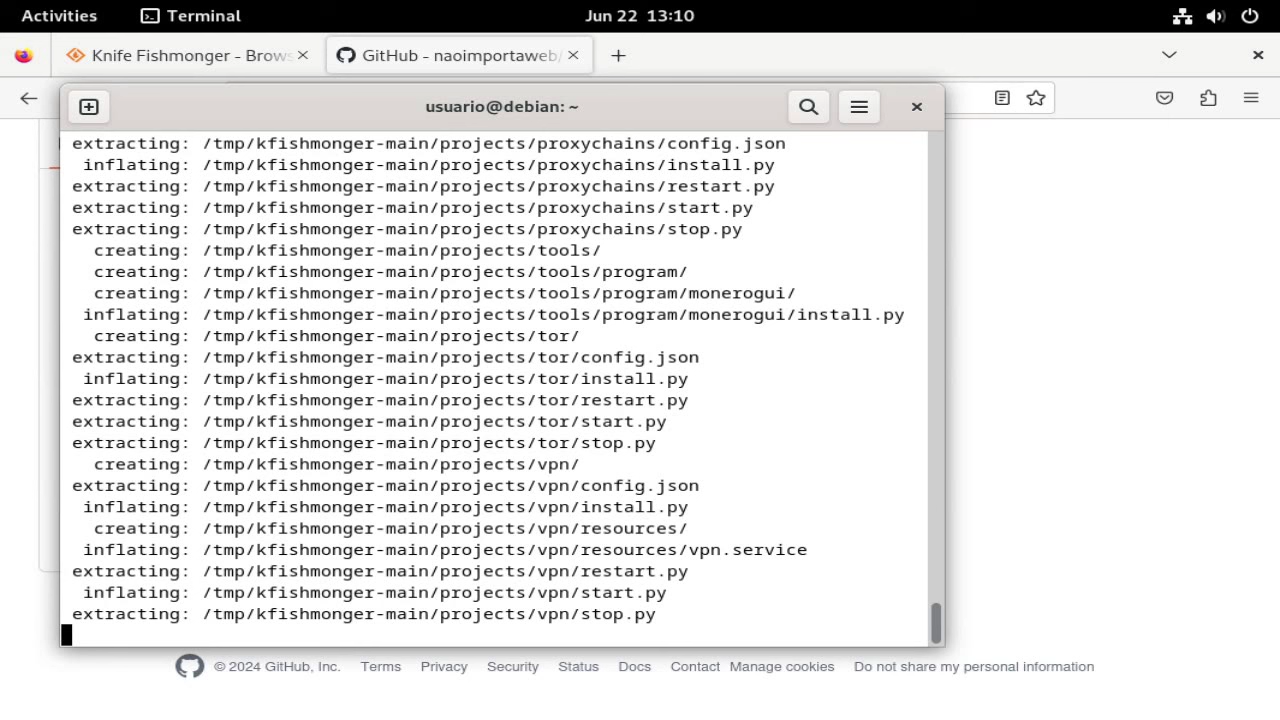 Activities
Terminal
Jun 22 13:10
Knife Fishmonger - Brows
GitHub - naoimportaweb/
usuario@debian: ~
extracting: /tmp/kfishmonger-main/projects/proxychains/config.json
inflating: /tmp/kfishmonger-main/projects/proxychains/install.py
extracting: /tmp/kfishmonger-main/projects/proxychains/restart.py
extracting: /tmp/kfishmonger-main/projects/proxychains/start.py
extracting: /tmp/kfishmonger-main/projects/proxychains/stop.py
creating: /tmp/kfishmonger-main/projects/tools/
creating: /tmp/kfishmonger-main/projects/tools/program/
creating: /tmp/kfishmonger-main/projects/tools/program/monerogui/
inflating: /tmp/kfishmonger-main/projects/tools/program/monerogui/install.py
creating: /tmp/kfishmonger-main/projects/tor/
extracting: /tmp/kfishmonger-main/projects/tor/config.json
inflating: /tmp/kfishmonger-main/projects/tor/install.py
extracting: /tmp/kfishmonger-main/projects/tor/restart.py
extracting: /tmp/kfishmonger-main/projects/tor/start.py
extracting: /tmp/kfishmonger-main/projects/tor/stop.py
creating: /tmp/kfishmonger-main/projects/vpn/
extracting: /tmp/kfishmonger-main/projects/vpn/config.json
inflating: /tmp/kfishmonger-main/projects/vpn/install.py
creating: /tmp/kfishmonger-main/projects/vpn/resources/
inflating: /tmp/kfishmonger-main/projects/vpn/resources/vpn.service
extracting: /tmp/kfishmonger-main/projects/vpn/restart.py
inflating: /tmp/kfishmonger-main/projects/vpn/start.py
extracting: /tmp/kfishmonger-main/projects/vpn/stop.py
© 2024 GitHub, Inc. Terms Privacy Security Status Docs Contact Manage cookies Do not share my personal information